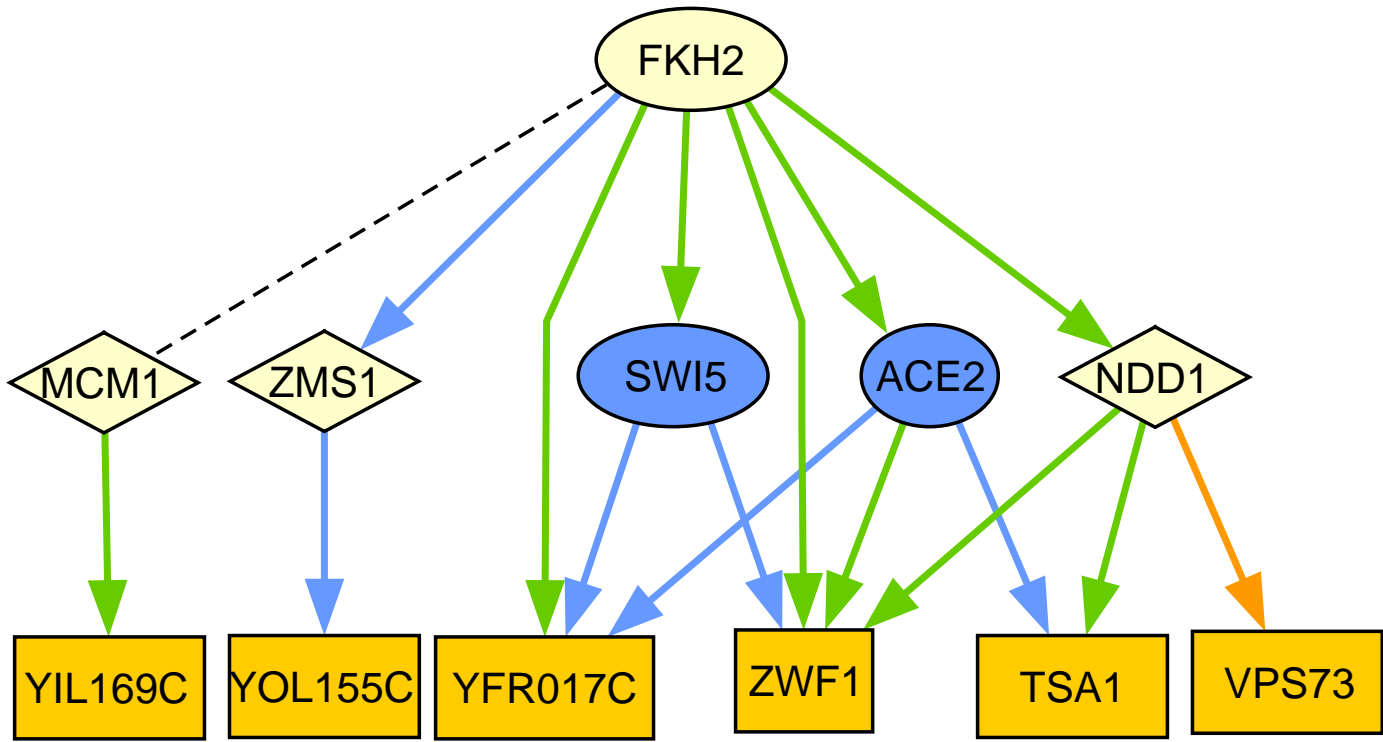 FKH2
MCM1
ZMS1
SWI5
ACE2
NDD1
YIL169C
YOL155C
YFR017C
ZWF1
TSA1
VPS73